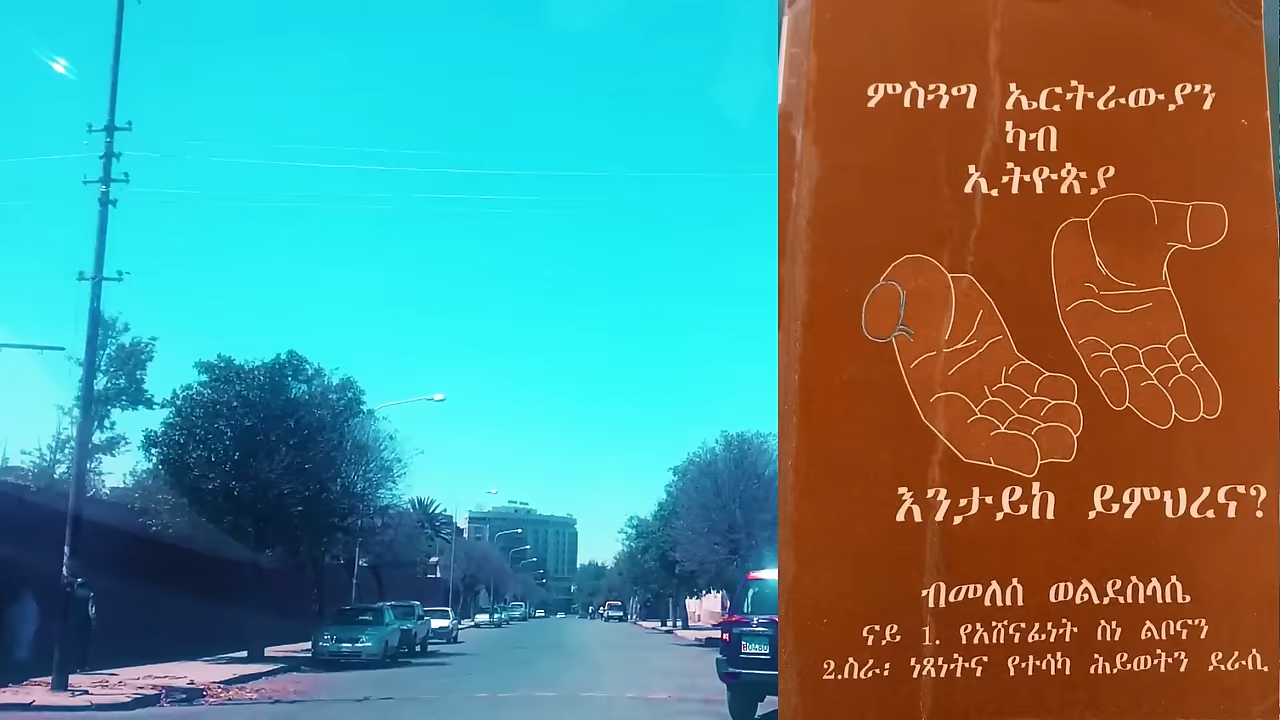 ምስጓግ ኤርትራውያን
ካብ
ኢትዮጵያ
እንታይከ ይምህረና?
ብመለሰ ወልደስላሴ
ናይ 1. የአሸናፊነት ስነ ልቦናን
2.ስራ፡ ነጻነትና የተሳካ ሕይወትን ደራሲ